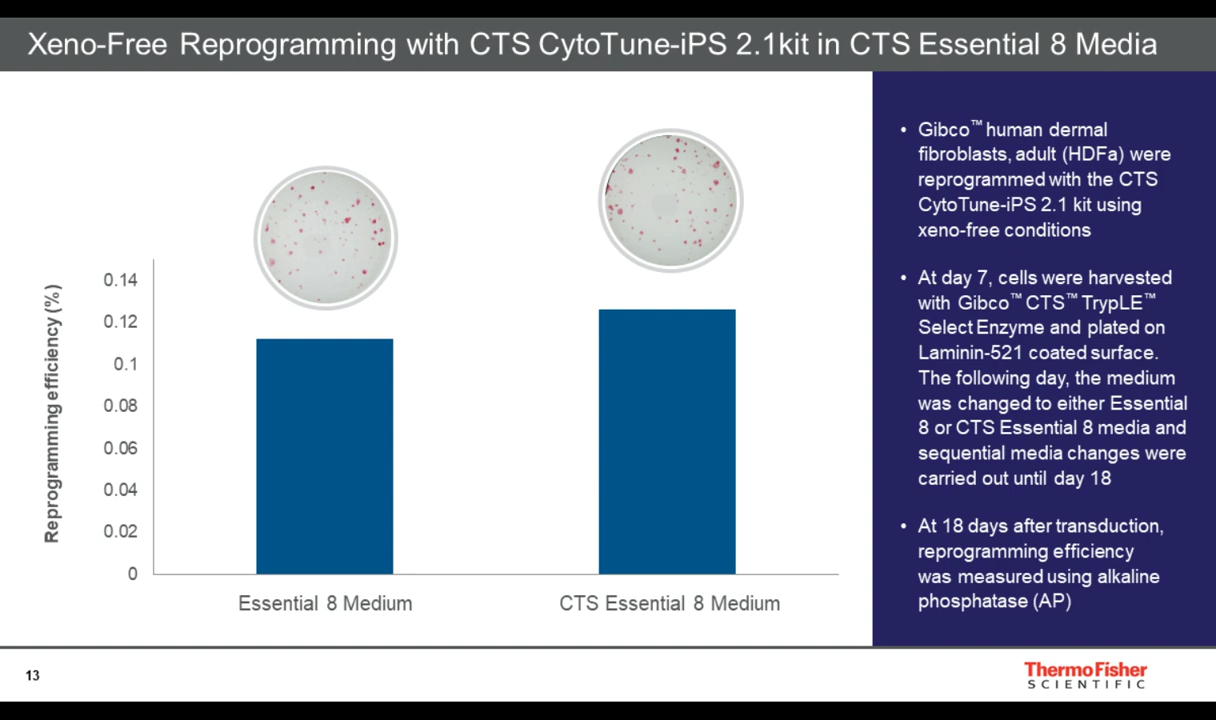 Xeno-Free Reprogramming with CTS CytoTune-iPS 2.1kit in CTS Essential 8 Media
Reprogramming efficiency (%)
0.14
0.12
0.1
0.08
0.06
0.04
0.02
0
Essential 8 Medium
CTS Essential 8 Medium
• Gibco™ human dermal
fibroblasts, adult (HDFa) were
reprogrammed with the CTS
CytoTune-iPS 2.1 kit using
xeno-free conditions
• At day 7, cells were harvested
with Gibco™ CTS™ TrypLE™
Select Enzyme and plated on
Laminin-521 coated surface.
The following day, the medium
was changed to either Essential
8 or CTS Essential 8 media and
sequential media changes were
carried out until day 18
• At 18 days after transduction,
reprogramming efficiency
was measured using alkaline
phosphatase (AP)
13
ThermoFisher
SCIENTIFIC